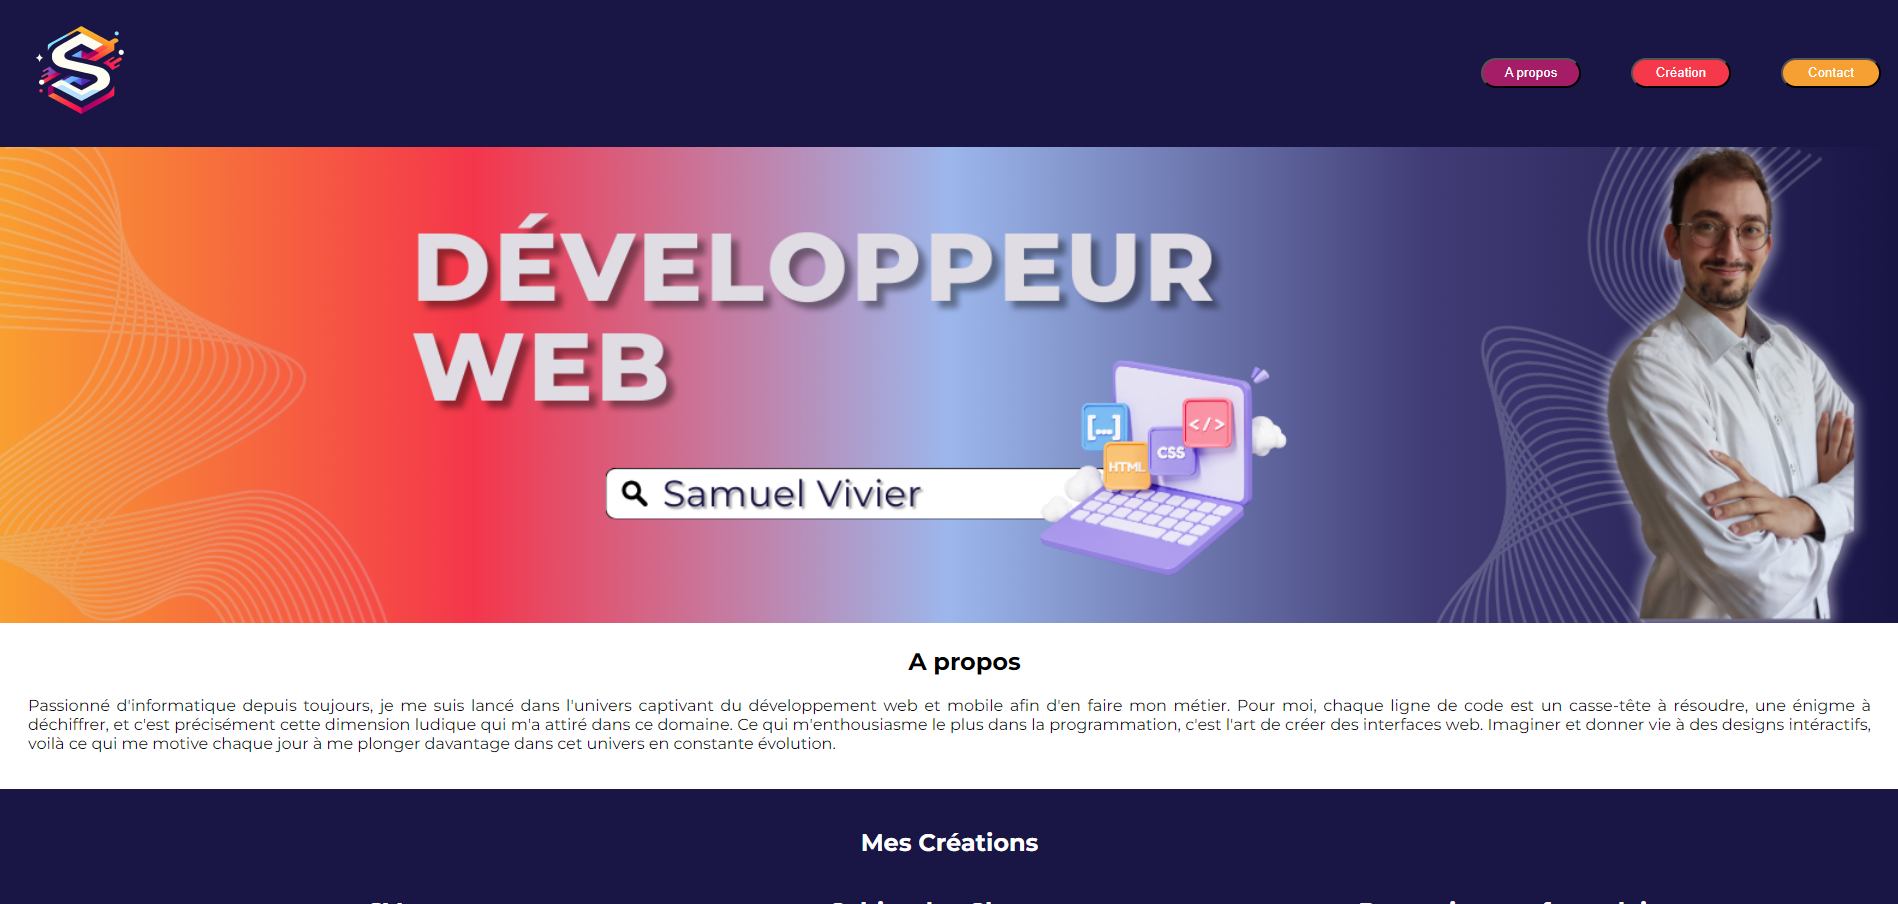 S
A propos
Création
Contact
DÉVELOPPEUR
WEB
[...]
</>
HTML
CSS
Samuel Vivier
A propos
Passionné d'informatique depuis toujours, je me suis lancé dans l'univers captivant du développement web et mobile afin d'en faire mon métier. Pour moi, chaque ligne de code est un casse-tête à résoudre, une énigme à
déchiffrer, et c'est précisément cette dimension ludique qui m'a attiré dans ce domaine. Ce qui m'enthousiasme le plus dans la programmation, c'est l'art de créer des interfaces web. Imaginer et donner vie à des designs intéractifs,
voilà ce qui me motive chaque jour à me plonger davantage dans cet univers en constante évolution.
Mes Créations